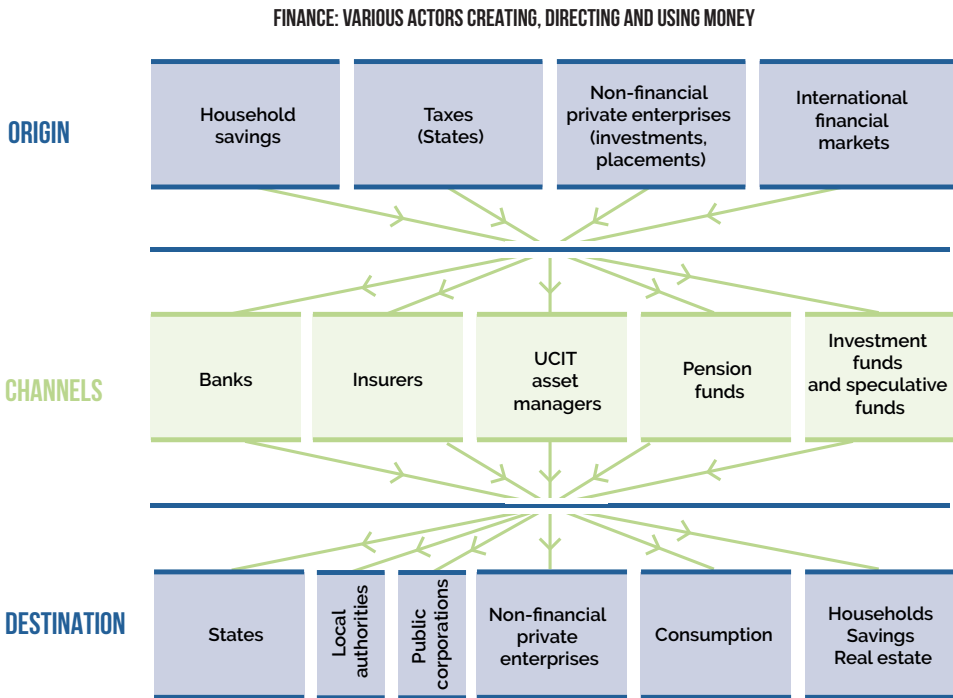 FINANCE: VARIOUS ACTORS CREATING, DIRECTING AND USING MONEY
ORIGIN
Household
savings
Taxes
(States)
Non-financial
private enterprises
(investments,
placements)
International
financial
markets
CHANNELS
Banks
Insurers
UCIT
asset
managers
Pension
funds
Investment
funds
and speculative
funds
DESTINATION
States
Local
authorities
Public
corporations
Non-financial
private
enterprises
Consumption
Households
Savings
Real estate